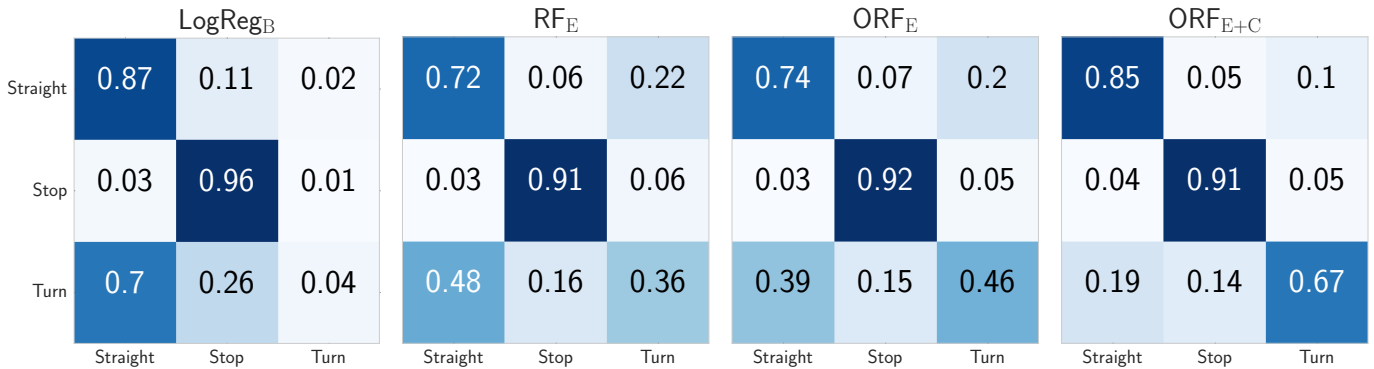 LogReg_B RF_E ORF_E ORF_E+C
Straight 0.87 0.11 0.02 0.72 0.06 0.22 0.74 0.07 0.2 0.85 0.05 0.1
Stop 0.03 0.96 0.01 0.03 0.91 0.06 0.03 0.92 0.05 0.04 0.91 0.05
Turn 0.7 0.26 0.04 0.48 0.16 0.36 0.39 0.15 0.46 0.19 0.14 0.67
Straight Stop Turn Straight Stop Turn Straight Stop Turn Straight Stop Turn